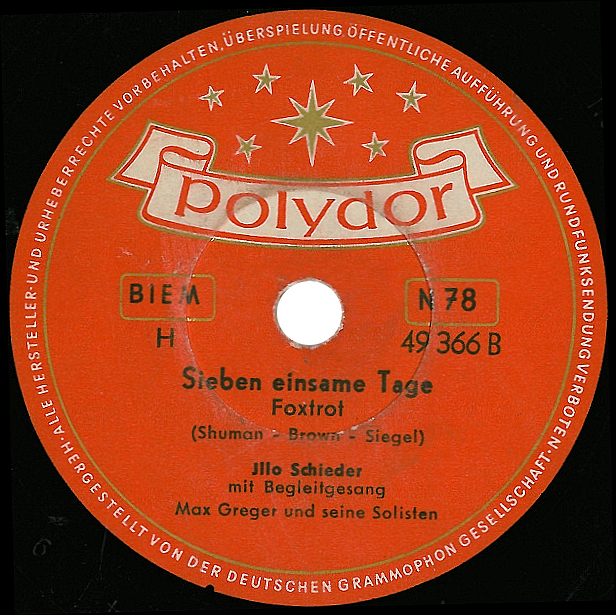 ·ALLE HERSTELLER-UND URHEBERRECHTE VORBEHALTEN, ÜBERSPIELUNG ÖFFENTLICHE AUFFÜHRUNG UND RUNDFUNKSENDUNG VERBOTEN·
polydor
BIEM
N 78
H
49 366 B
Sieben einsame Tage
Foxtrot
(Shuman - Brown - Siegel)
Jllo Schieder
mit Begleitgesang
Max Greger und seine Solisten
HERGESTELLT VON DER DEUTSCHEN GRAMMOPHON GESELLSCHAFT·
6